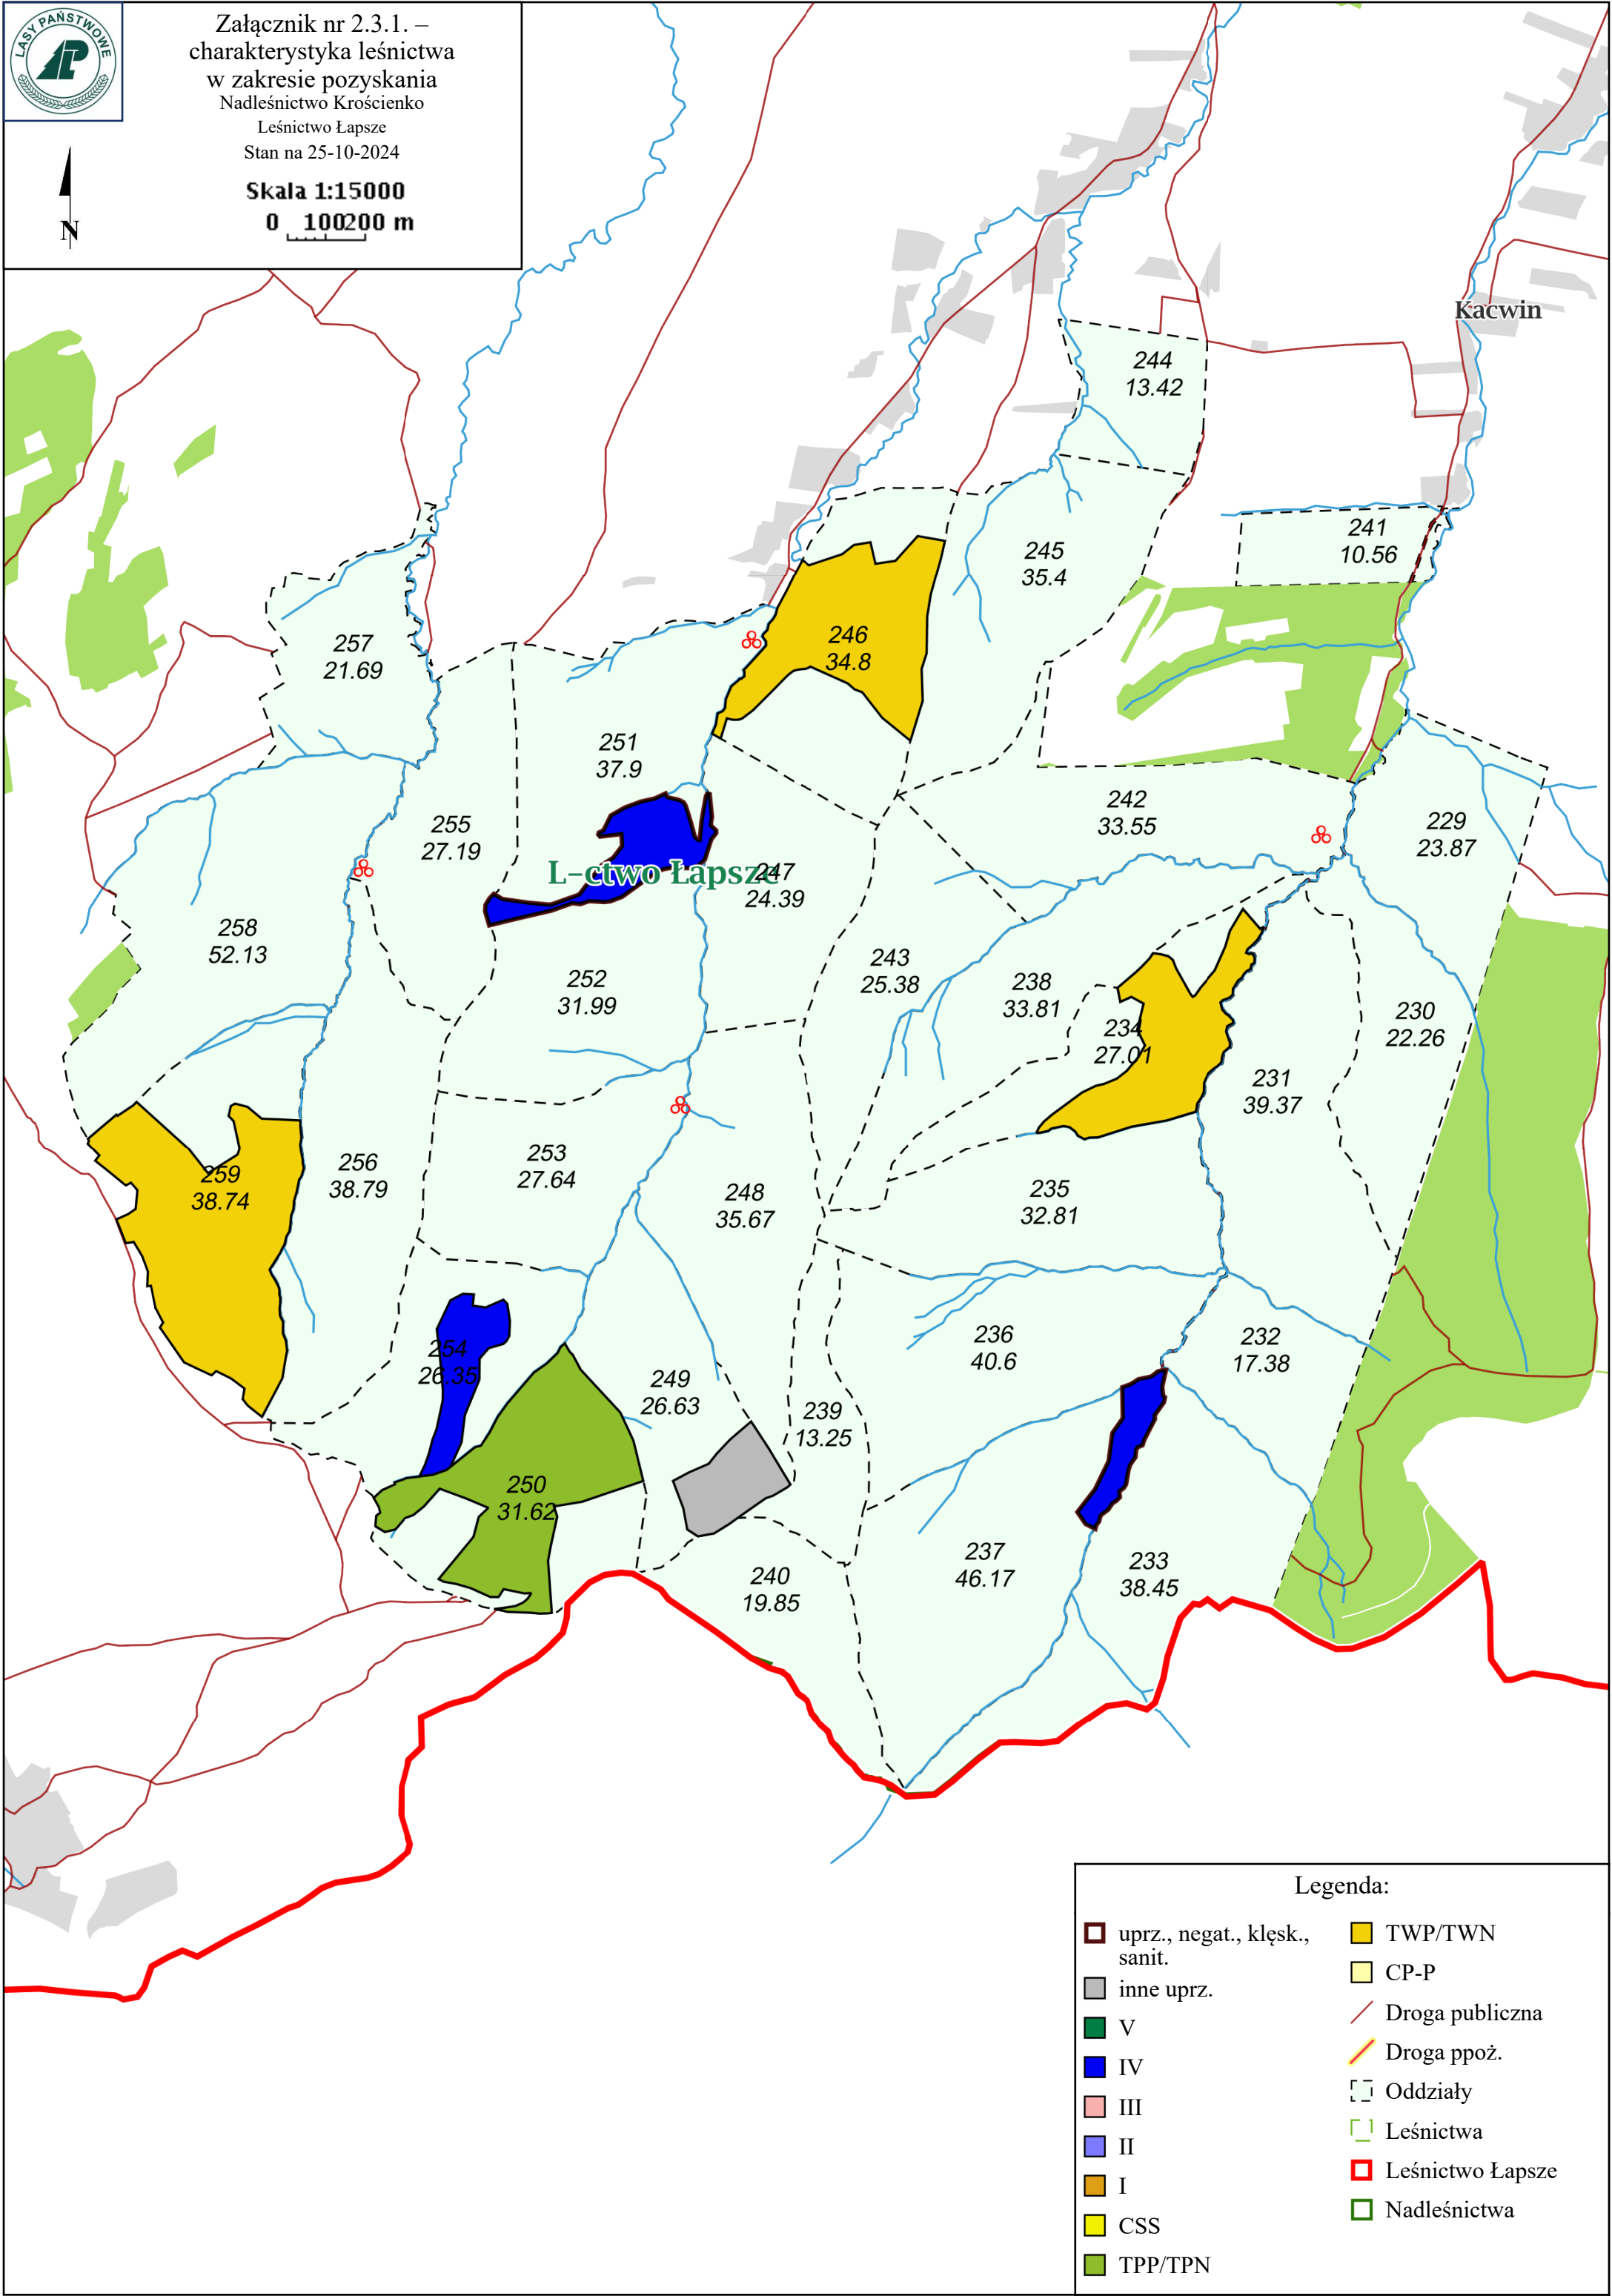 LASY PAŃSTWOWE
Załącznik nr 2.3.1. –
charakterystyka leśnictwa
w zakresie pozyskania
Nadleśnictwo Krościenko
Leśnictwo Łapsze
Stan na 25-10-2024
Skala 1:15000
0 100200 m
N
Kacwin
244
13.42
241
10.56
245
35.4
246
34.8
257
21.69
251
37.9
242
33.55
229
23.87
255
27.19
L-ctwo Łapsze
247
24.39
258
52.13
243
25.38
252
31.99
238
33.81
230
22.26
234
27.01
231
39.37
253
27.64
256
38.79
259
38.74
248
35.67
235
32.81
236
40.6
232
17.38
254
26.35
249
26.63
239
13.25
250
31.62
237
46.17
233
38.45
240
19.85
Legenda:
uprz., negat., klęsk.,
sanit.
inne uprz.
V
IV
III
II
I
CSS
TPP/TPN
TWP/TWN
CP-P
Droga publiczna
Droga ppoż.
Oddziały
Leśnictwa
Leśnictwo Łapsze
Nadleśnictwa